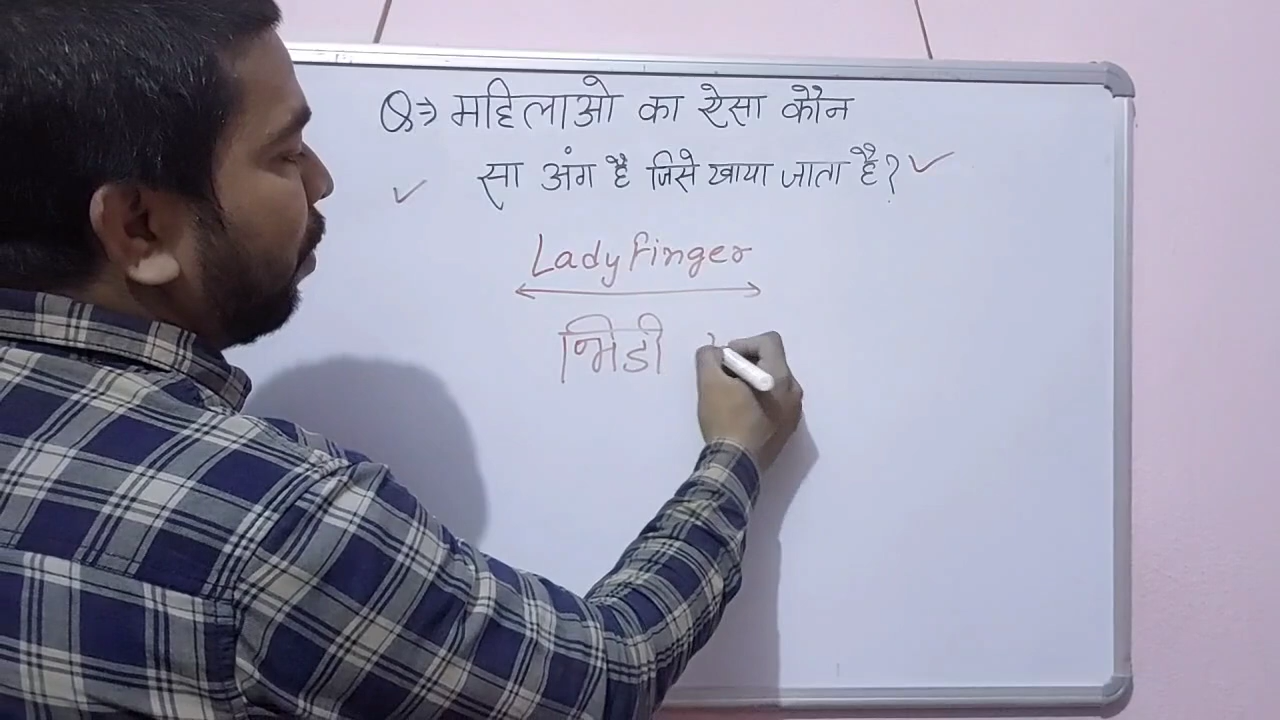 Q⇒ महिलाओ का ऐसा कौन
सा अंग है जिसे खाया जाता है?
Lady Finger
भिडी